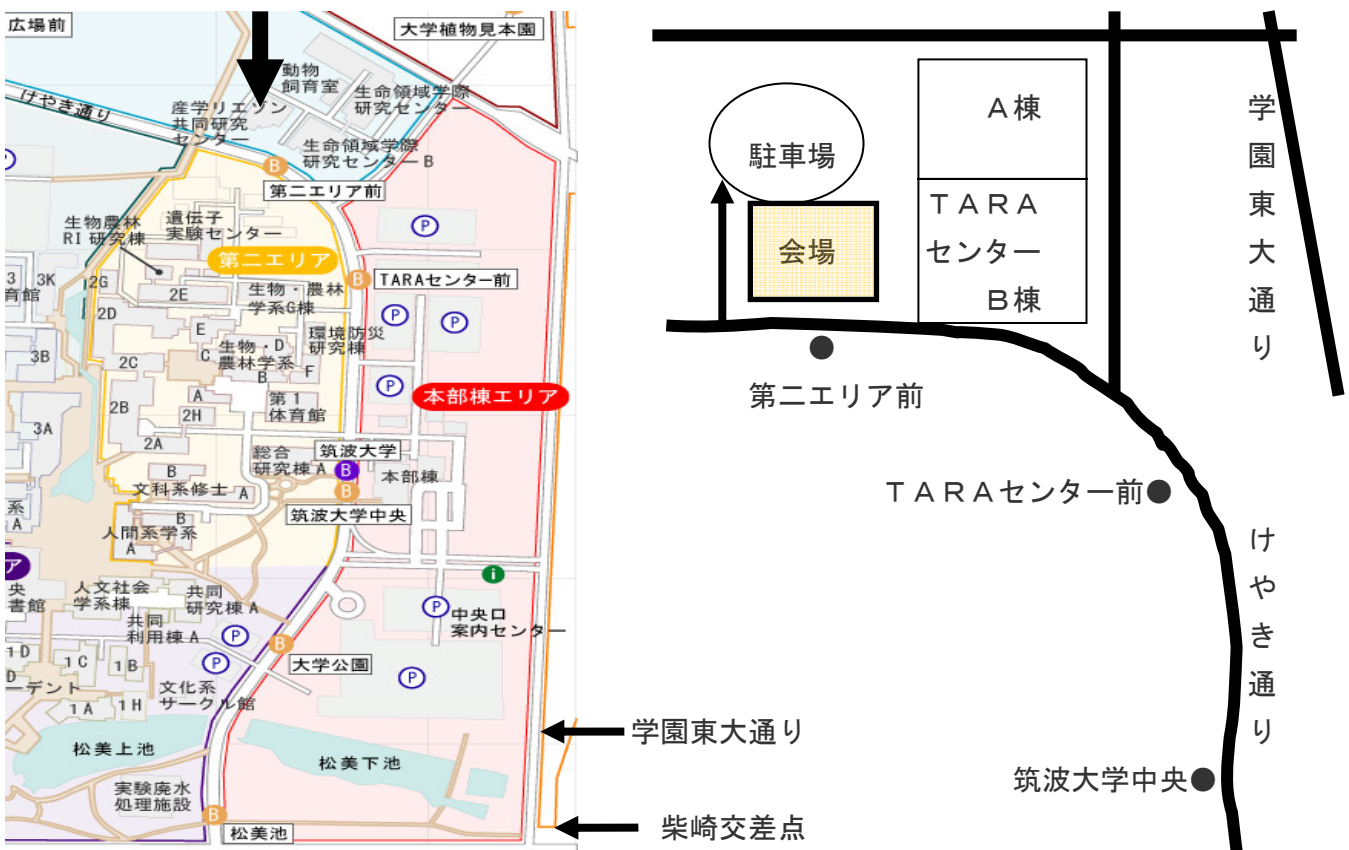 広場前
大学植物見本園
けやき通り
動物
飼育室
産学リエゾン
共同研究
センター
生命領域学際
研究センター
生命領域学際
研究センターB
B
第二エリア前
P
生物農林
RI研究棟
遺伝子
実験センター
第二エリア
P
B
TARAセンター前
3
3K
育館
2G
2E
2D
生物・農林
学系G棟
P
P
E
環境防災
研究棟
3B
2C
C
生物・D
農林学系
B
F
P
本部棟エリア
2B
A
2H
第1
体育館
3A
2A
総合
研究棟A
筑波大学
B
本部棟
B
文科系修士
A
B
筑波大学中央
系
A
B
人間系学系
A
ア
i
央
書館
人文社会
学系棟
共同
研究棟A
P
中央口
案内センター
共同
利用棟A
P
B
1D
1C
1B
P
大学公園
P
D
ーデント
文化系
サークル館
1A
1H
松美上池
松美下池
実験廃水
処理施設
B
松美池
学園東大通り
柴崎交差点
A棟
駐車場
TARA
センター
B棟
会場
学園東大通り
第二エリア前
TARAセンター前
けやき通り
筑波大学中央